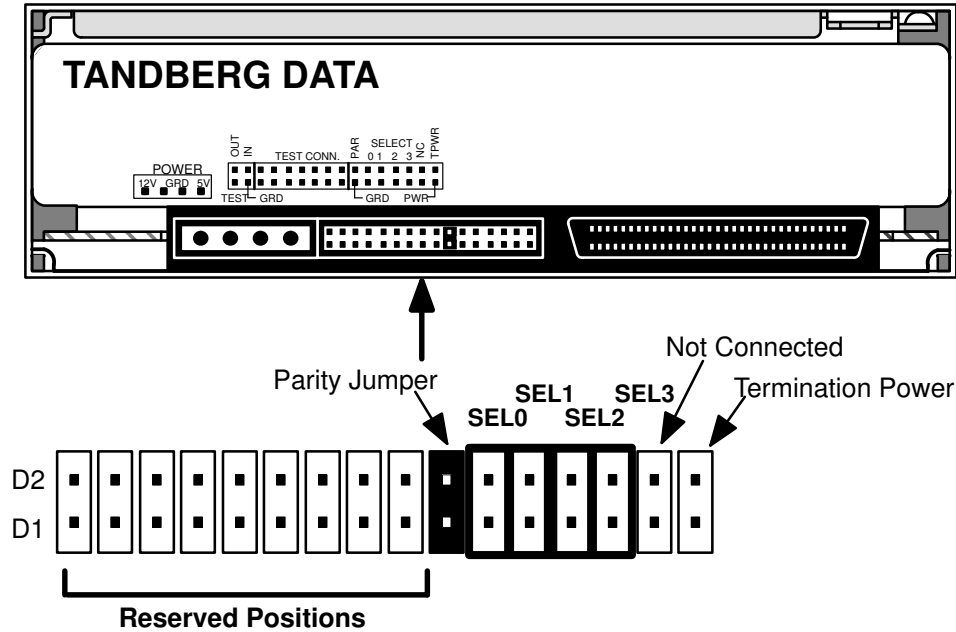 TANDBERG DATA
OUT
IN
TEST CONN.
PAR
SELECT
0 1 2 3
NC
TPWR
POWER
12V GRD 5V
TEST GRD
GRD PWR
Parity Jumper
Not Connected
Termination Power
SEL1 SEL3
SEL0 SEL2
D2
D1
Reserved Positions